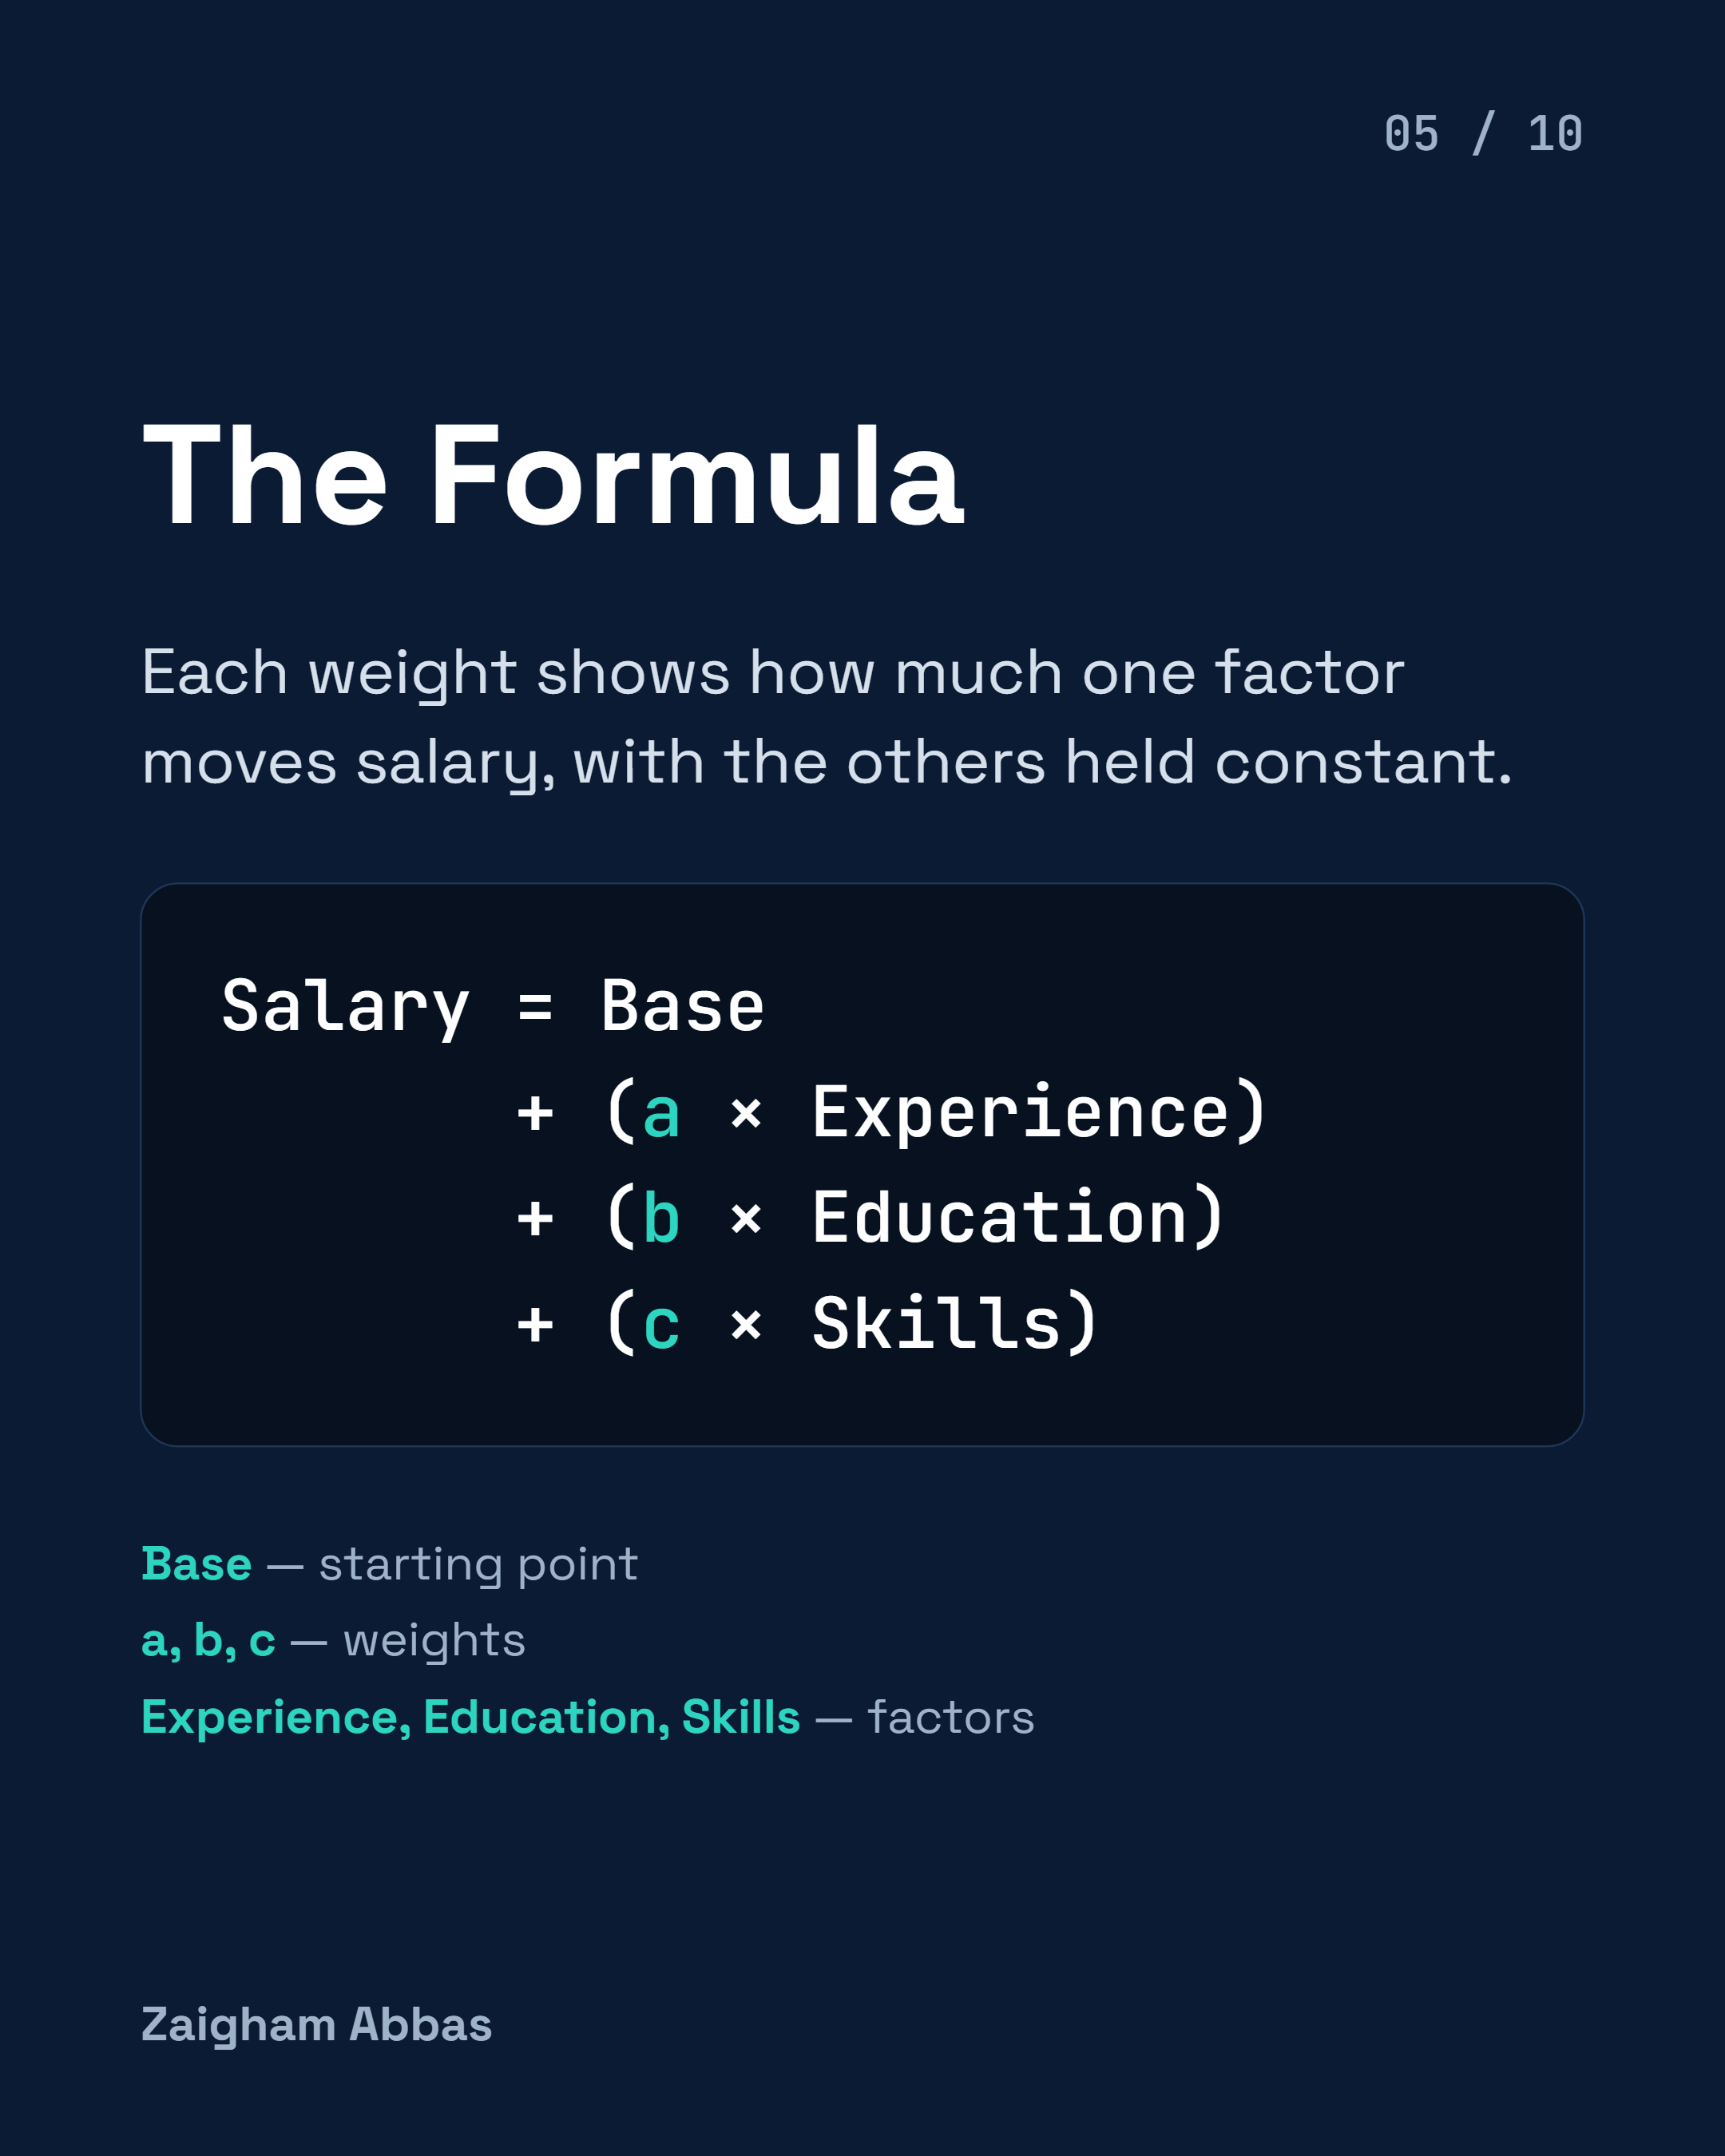 05 / 10
The Formula
Each weight shows how much one factor
moves salary, with the others held constant.
Salary = Base
+ (a × Experience)
+ (b × Education)
+ (c × Skills)
Base — starting point
a, b, c — weights
Experience, Education, Skills — factors
Zaigham Abbas